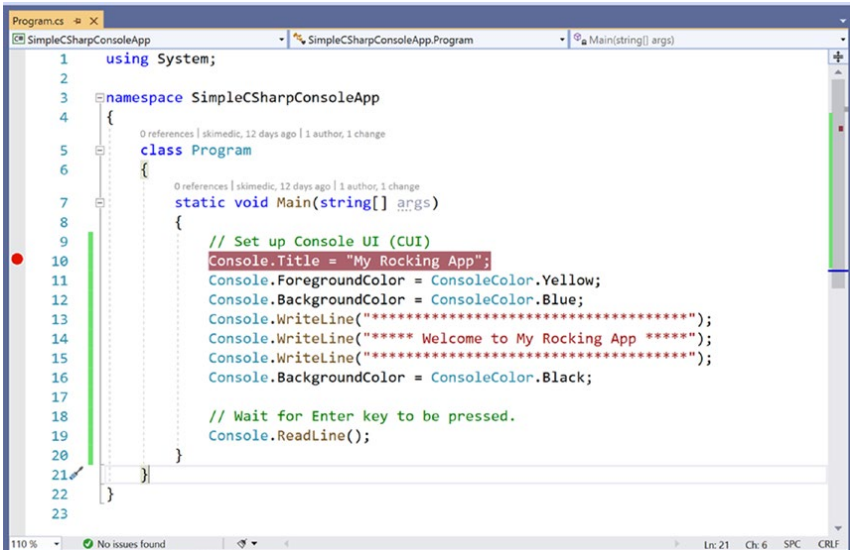 Program.cs
SimpleCSharpConsoleApp SimpleCSharpConsoleApp.Program Main(string[] args)
1 using System;
2
3 namespace SimpleCSharpConsoleApp
4 {
0 references | skimedic, 12 days ago | 1 author, 1 change
5 class Program
6 {
0 references | skimedic, 12 days ago | 1 author, 1 change
7 static void Main(string[] args)
8 {
9 // Set up Console UI (CUI)
10 Console.Title = "My Rocking App";
11 Console.ForegroundColor = ConsoleColor.Yellow;
12 Console.BackgroundColor = ConsoleColor.Blue;
13 Console.WriteLine("*************************************");
14 Console.WriteLine("***** Welcome to My Rocking App *****");
15 Console.WriteLine("*************************************");
16 Console.BackgroundColor = ConsoleColor.Black;
17
18 // Wait for Enter key to be pressed.
19 Console.ReadLine();
20 }
21 }
22 }
23
110 % No issues found Ln: 21 Ch: 6 SPC CRLF